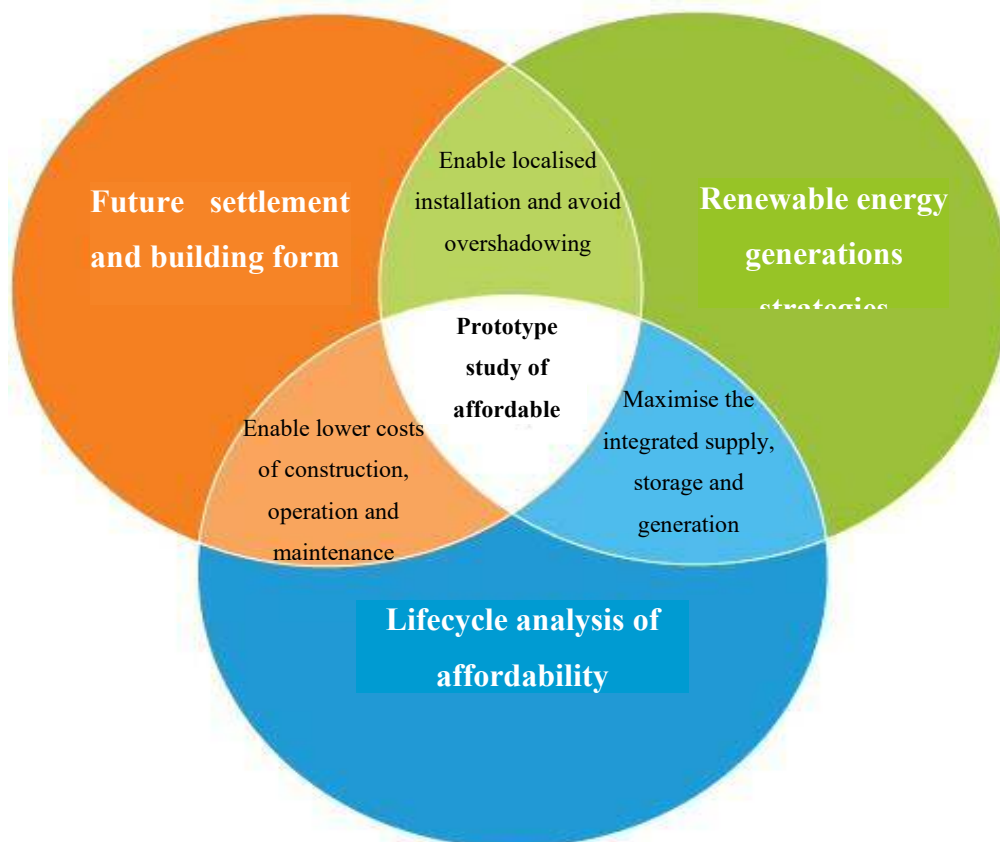 Enable localised
installation and avoid
overshadowing
Future settlement
and building form
Renewable energy
generations
strategies
Prototype
study of
affordable
Enable lower costs
of construction,
operation and
maintenance
Maximise the
integrated supply,
storage and
generation
Lifecycle analysis of
affordability